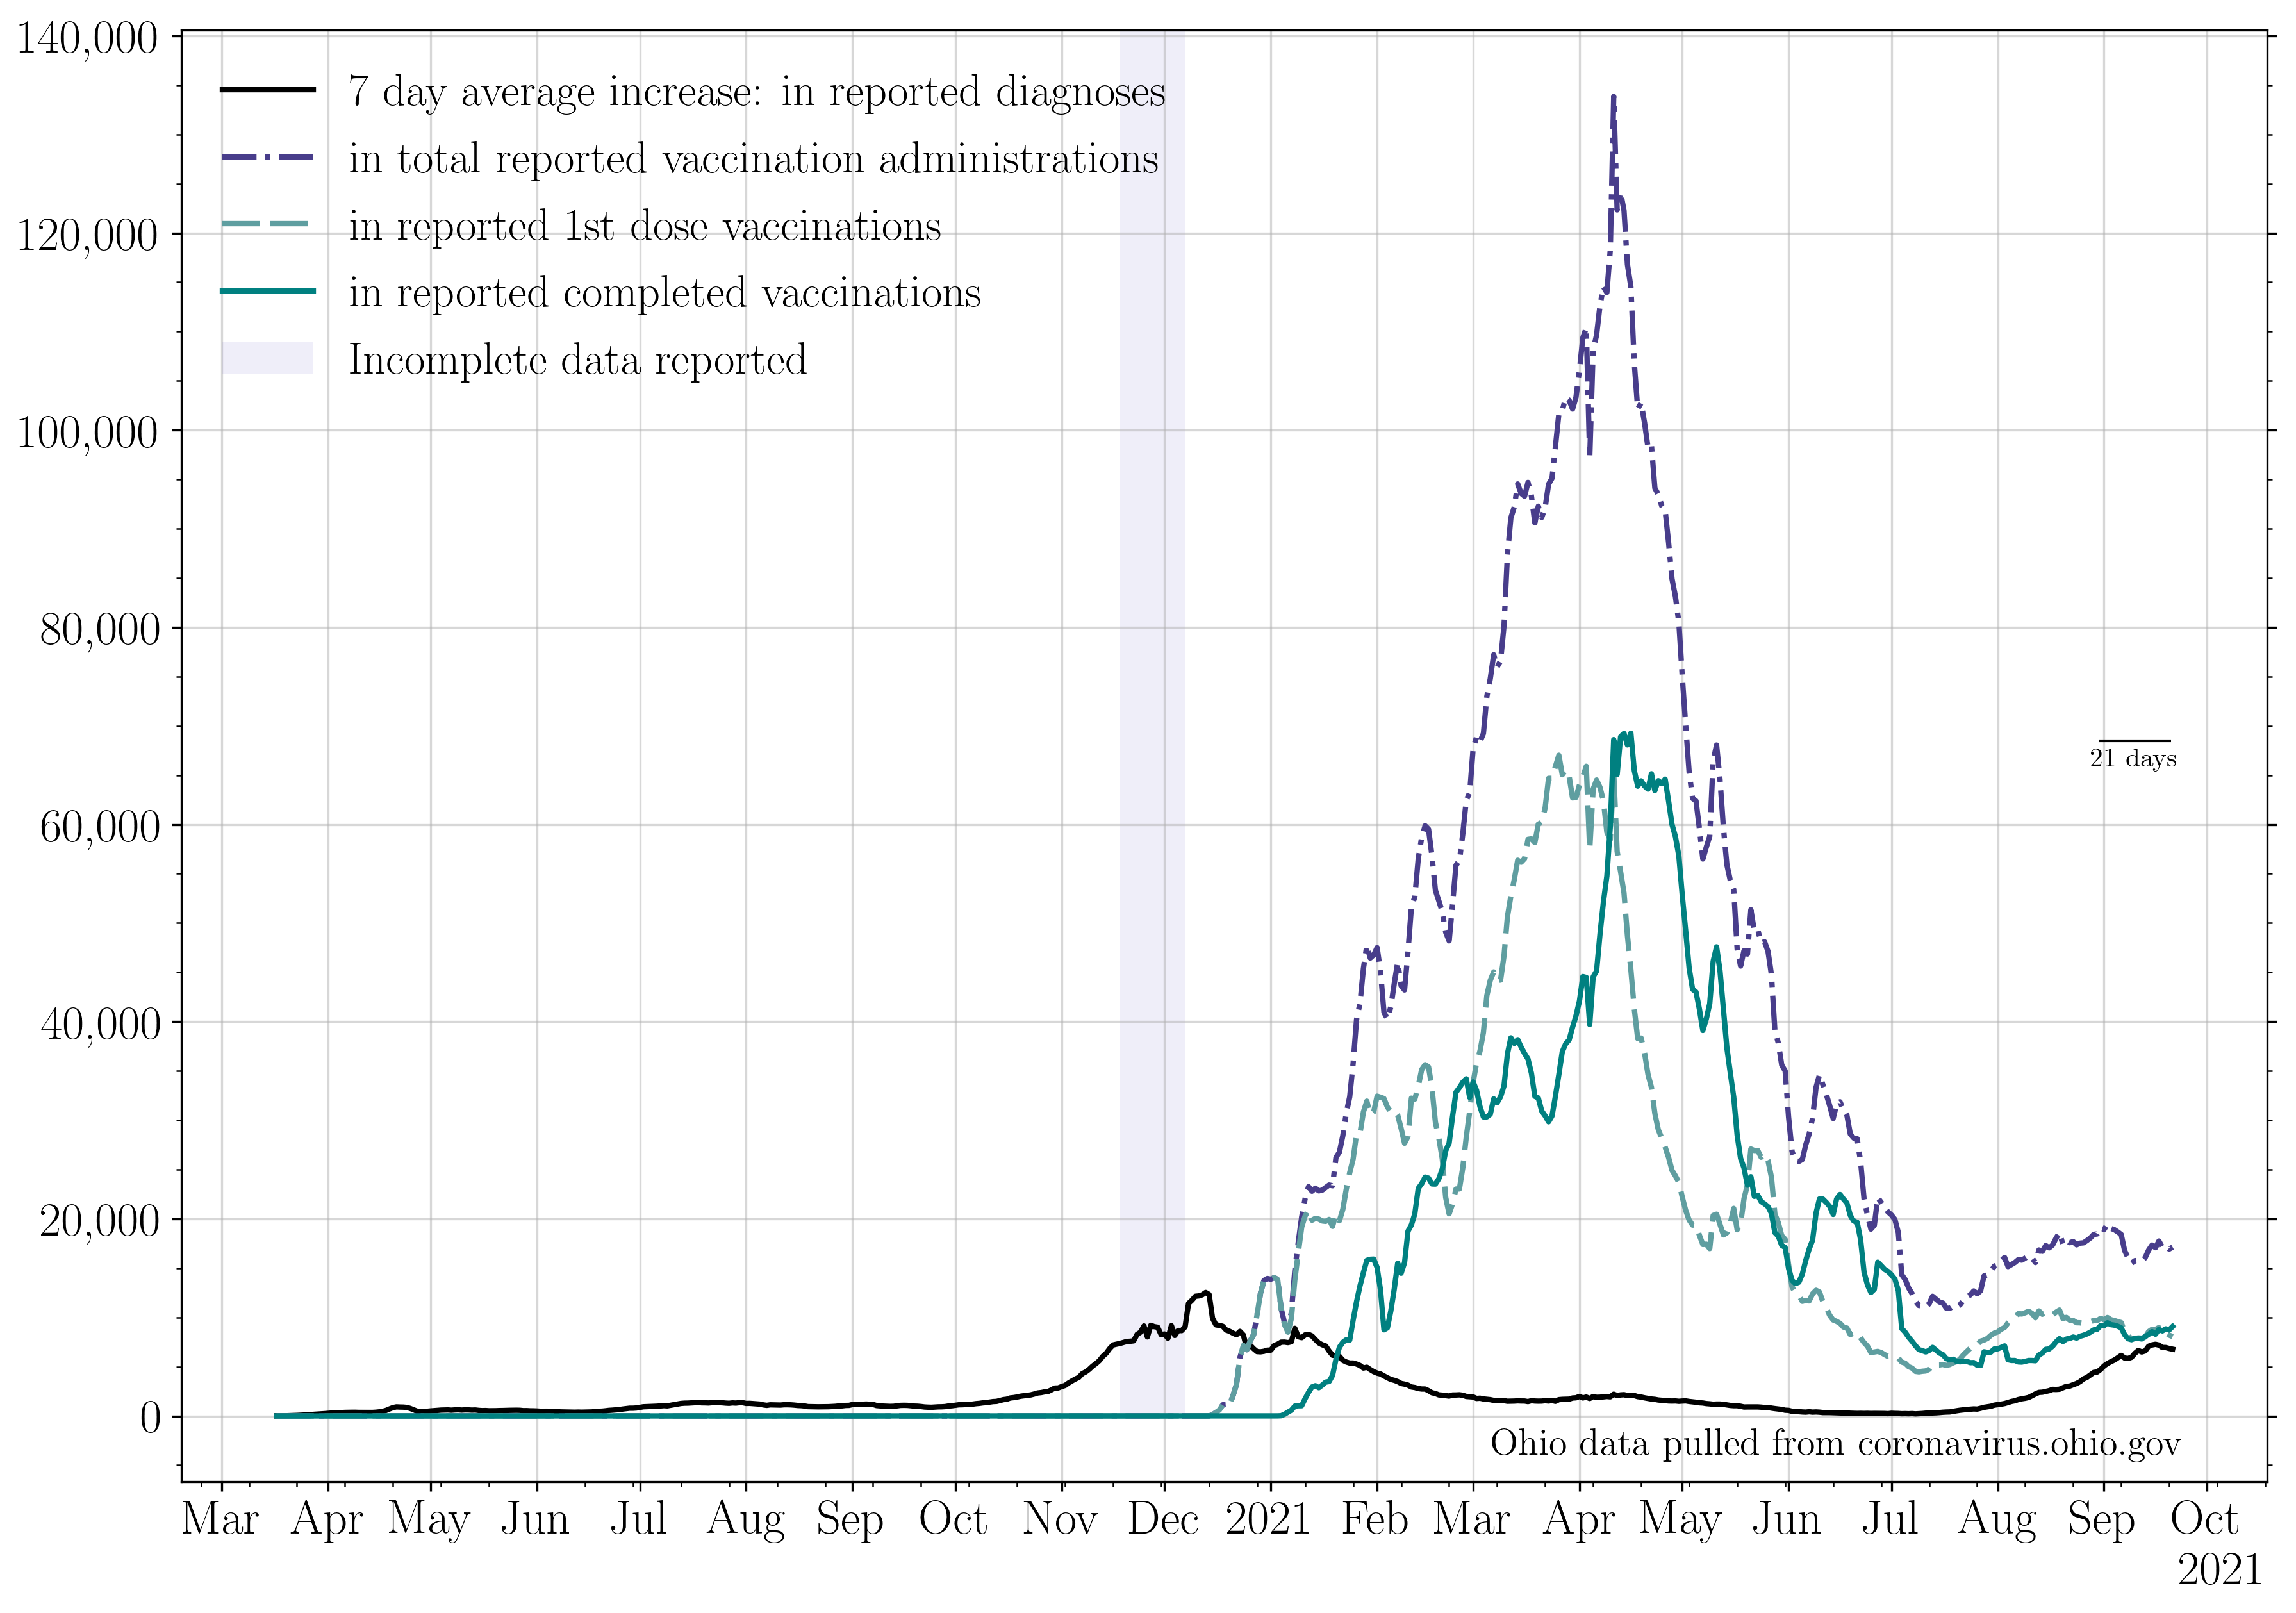 140,000
120,000
100,000
80,000
60,000
40,000
20,000
0
7 day average increase: in reported diagnoses
in total reported vaccination administrations
in reported 1st dose vaccinations
in reported completed vaccinations
Incomplete data reported
21 days
Ohio data pulled from coronavirus.ohio.gov
Mar Apr May Jun Jul Aug Sep Oct Nov Dec 2021 Feb Mar Apr May Jun Jul Aug Sep Oct
2021